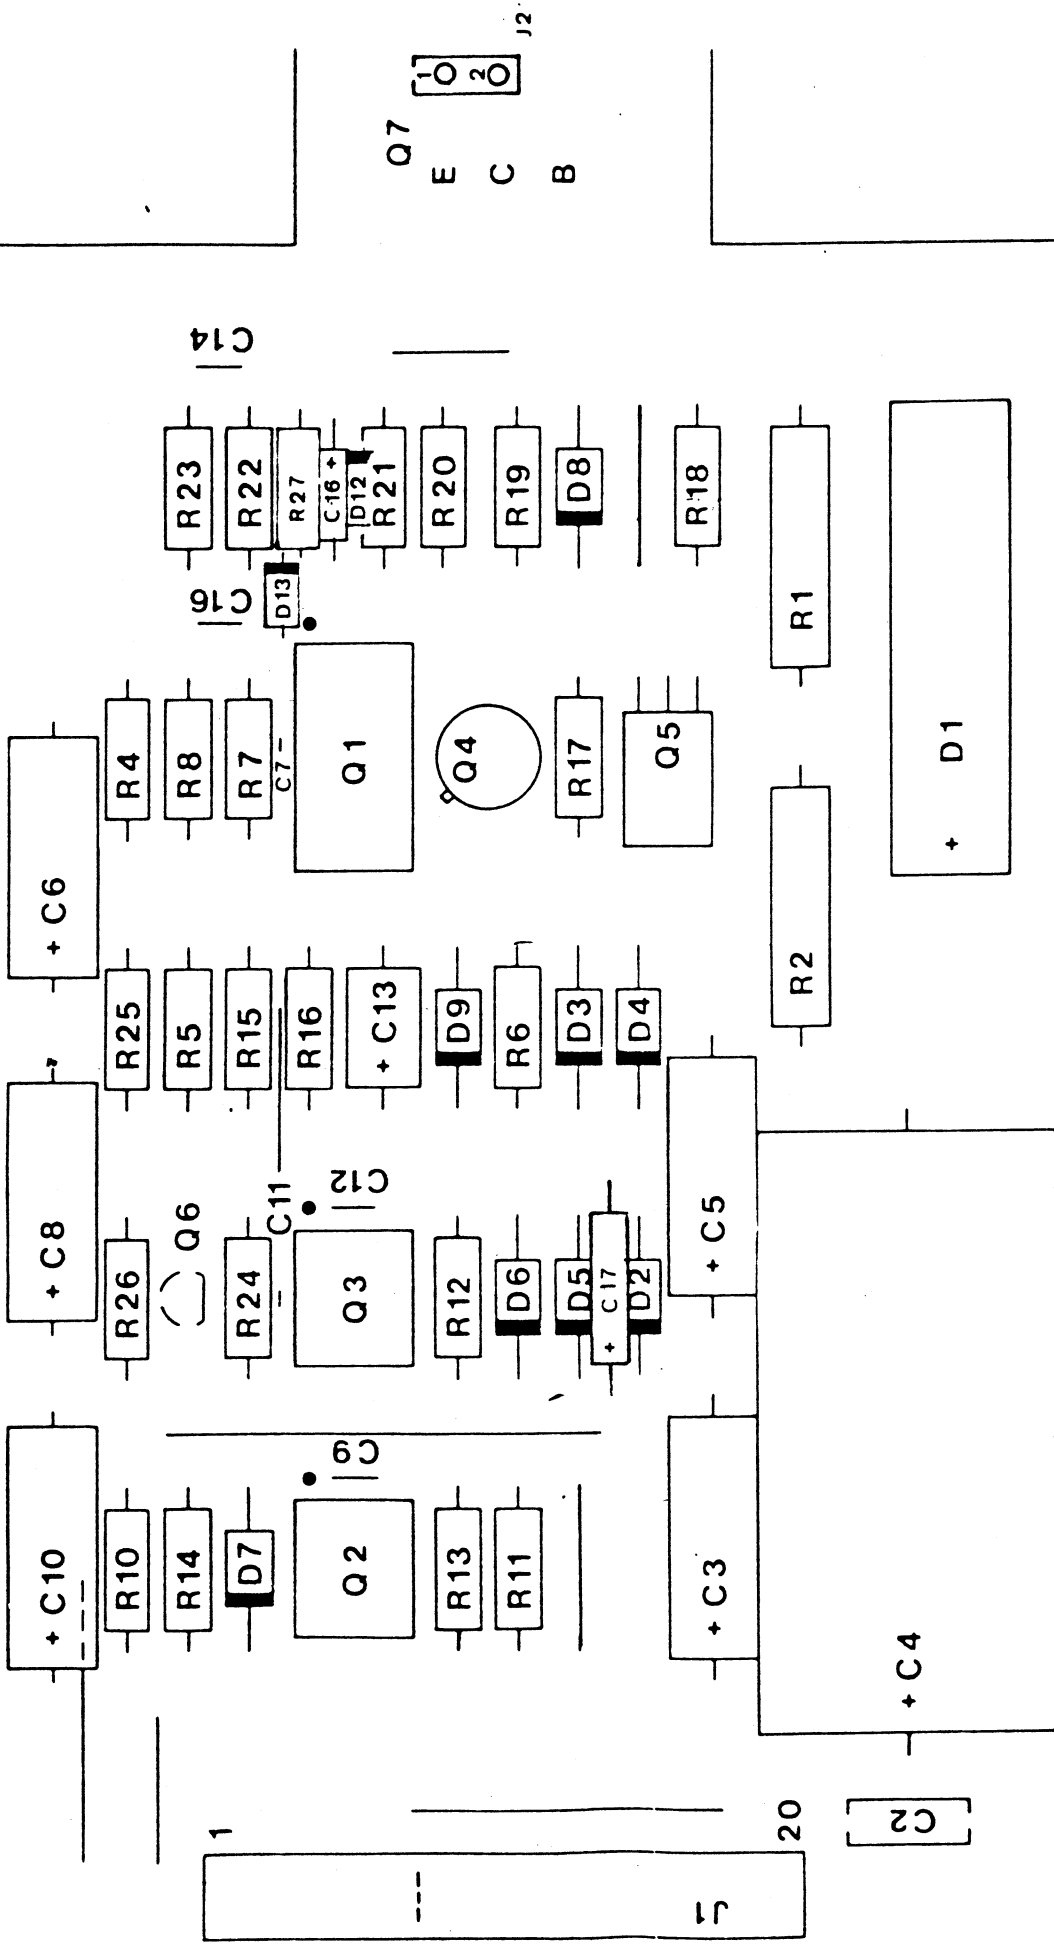 J2
1
2
Q7
E
C
B
C14
R23
R22
R27
C16 +
D12
R21
R20
R19
D8
R18
R1
C16
D13
D1
+
R4
R8
R7
C7
Q1
Q4
R17
Q5
+ C6
R25
R5
R15
R16
+ C13
D9
R6
D3
D4
R2
+ C8
R26
Q6
R24
C11
C12
Q3
R12
D6
D5
+ C17
D2
+ C5
+ C10
R10
R14
D7
C9
Q2
R13
R11
+ C3
+ C4
1
20
C2
J1